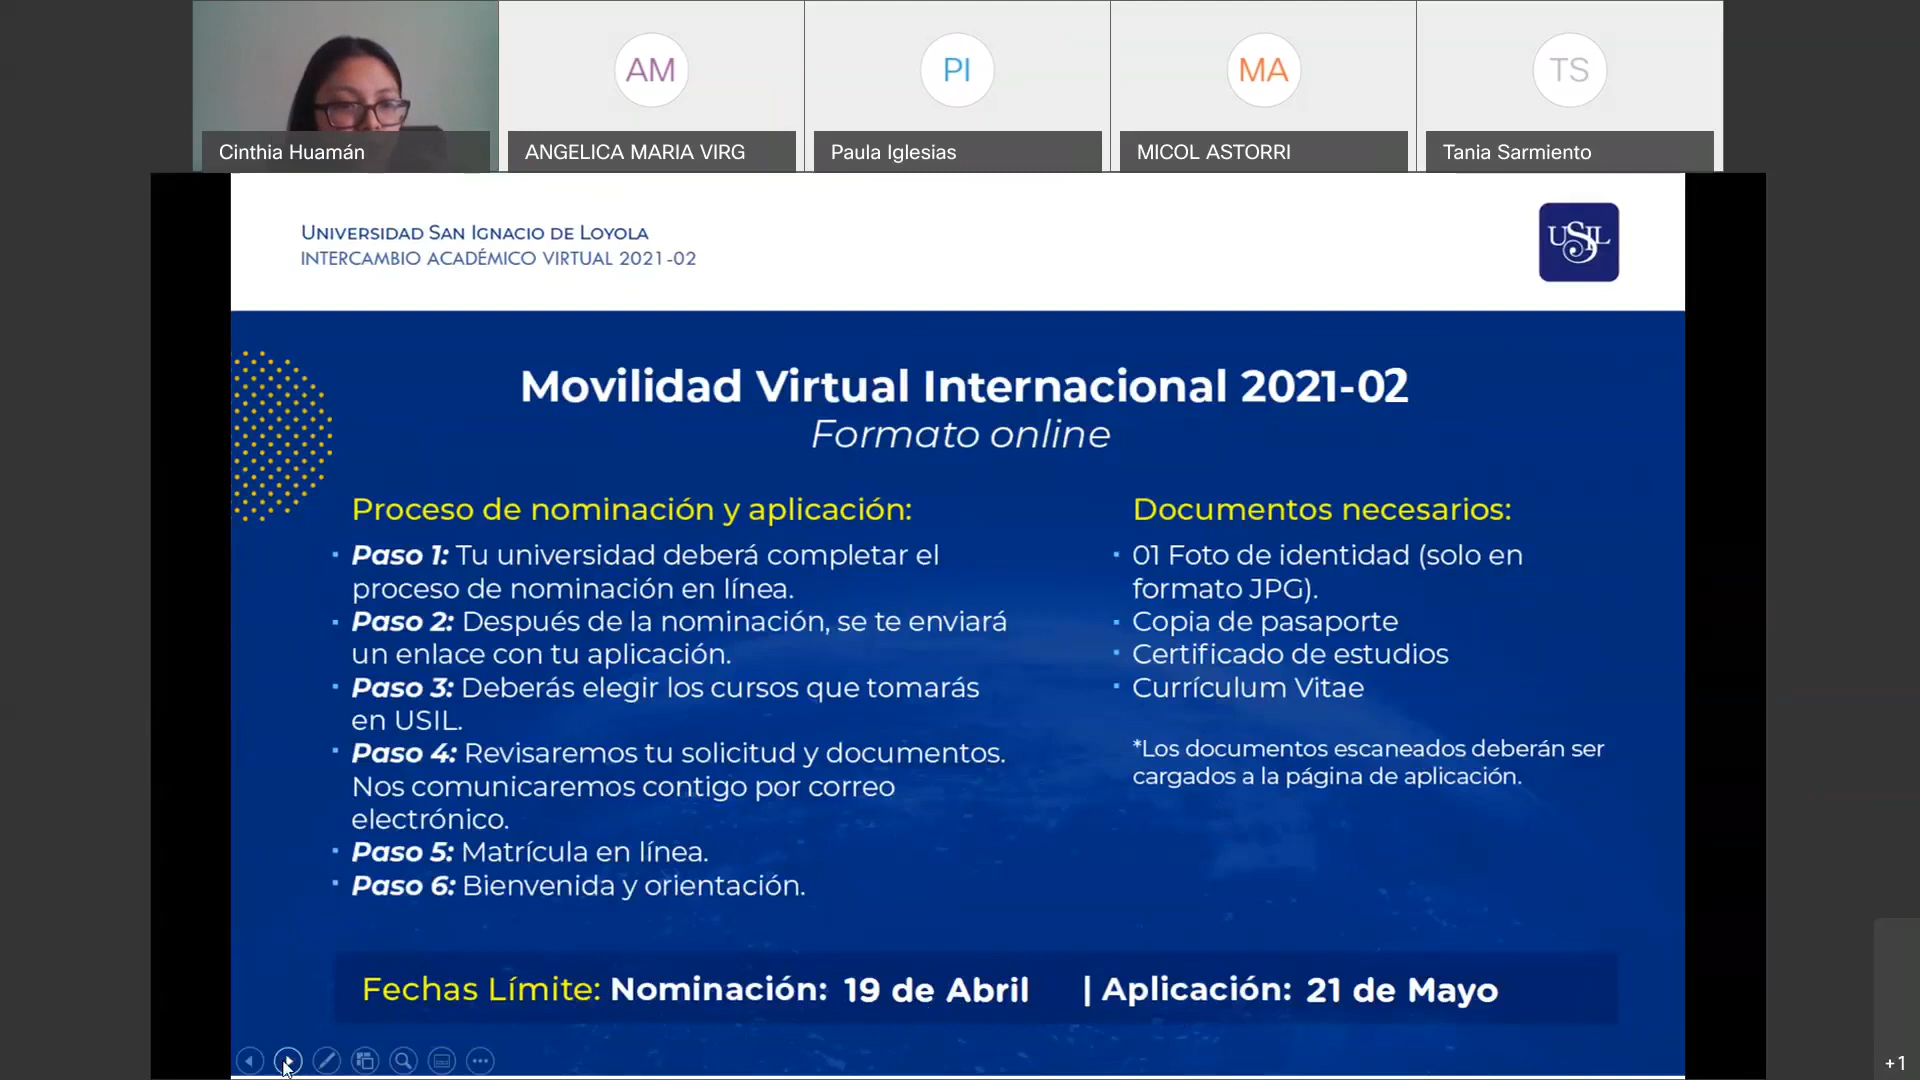 AM
PI
MA
TS
Cinthia Huamán
ANGELICA MARIA VIRG
Paula Iglesias
MICOL ASTORRI
Tania Sarmiento
UNIVERSIDAD SAN IGNACIO DE LOYOLA
INTERCAMBIO ACADÉMICO VIRTUAL 2021-02
USIL
Movilidad Virtual Internacional 2021-02
Formato online
Proceso de nominación y aplicación:
Paso 1: Tu universidad deberá completar el
proceso de nominación en línea.
Paso 2: Después de la nominación, se te enviará
un enlace con tu aplicación.
Paso 3: Deberás elegir los cursos que tomarás
en USIL.
Paso 4: Revisaremos tu solicitud y documentos.
Nos comunicaremos contigo por correo
electrónico.
Paso 5: Matrícula en línea.
Paso 6: Bienvenida y orientación.
Documentos necesarios:
01 Foto de identidad (solo en
formato JPG).
Copia de pasaporte
Certificado de estudios
Currículum Vitae
*Los documentos escaneados deberán ser
cargados a la página de aplicación.
Fechas Límite: Nominación: 19 de Abril | Aplicación: 21 de Mayo
+1